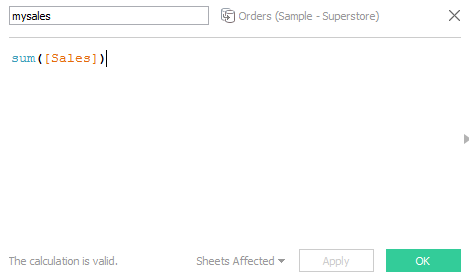 mysales
Orders (Sample - Superstore)
sum([Sales])
The calculation is valid.
Sheets Affected
Apply
OK